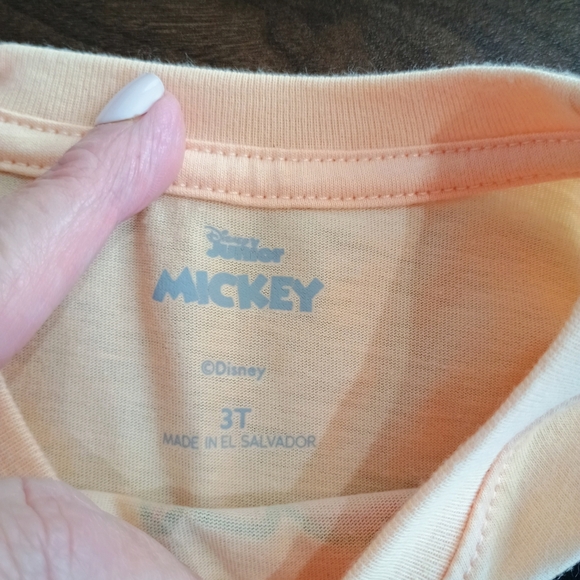 Disney
Junior
MICKEY
©Disney
3T
MADE IN EL SALVADOR